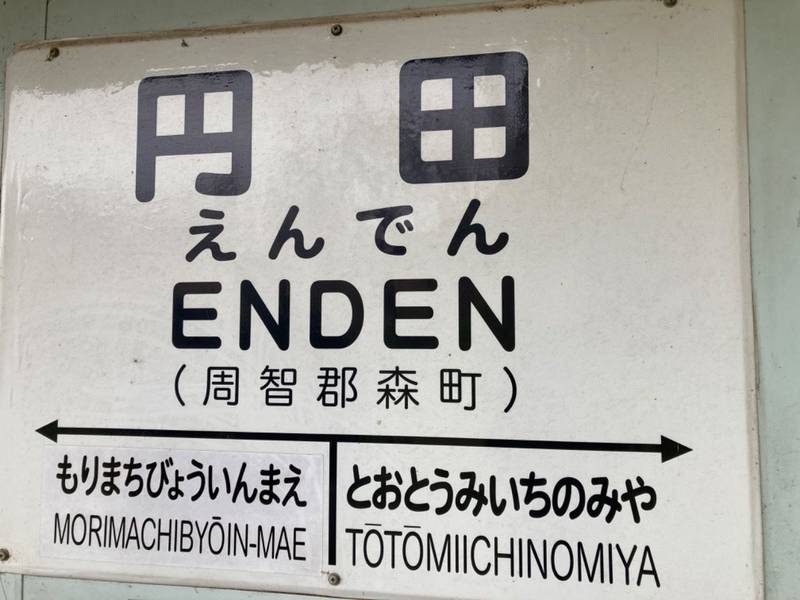 円田
えんでん
ENDEN
(周智郡森町)
もりまちびょういんまえ
MORIMACHIBYŌIN-MAE
とおとうみいちのみや
TŌTŌMIICHINOMIYA